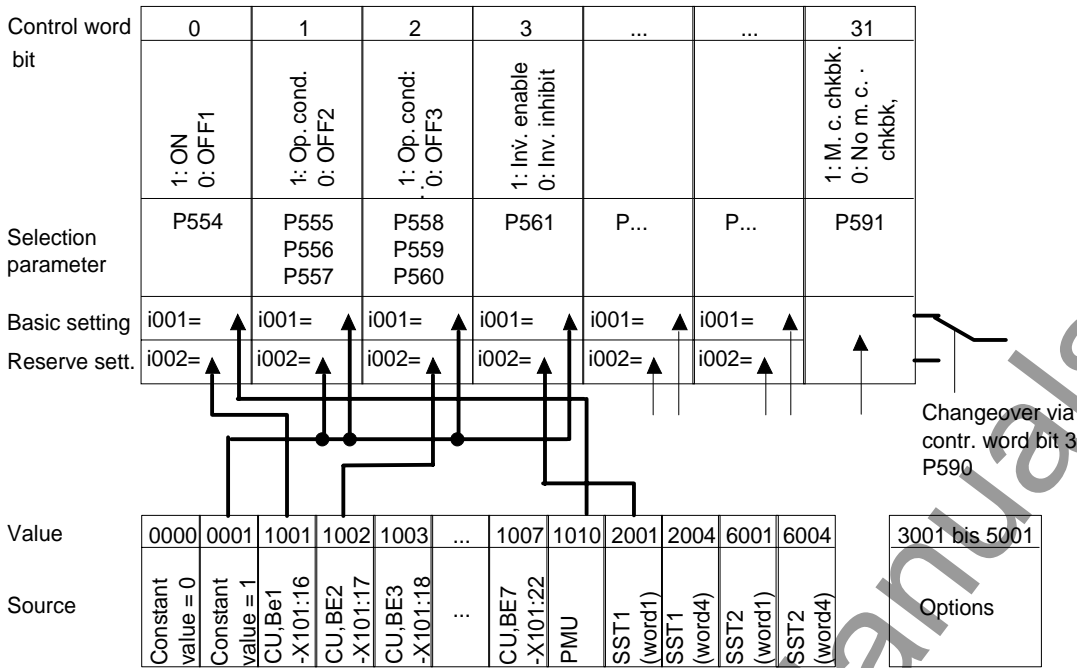 Control word bit
0 1 2 3 ... ... 31
1: ON
0: OFF1
1: Op. cond.
0: OFF2
1: Op. cond:
0: OFF3
1: Inv. enable
0: Inv. inhibit
1: M. c. chkbk.
0: No m. c. .
chkbk,
Selection
parameter
P554
P555
P556
P557
P558
P559
P560
P561
P...
P...
P591
Basic setting i001= i001= i001= i001= i001= i001=
Reserve sett. i002= i002= i002= i002= i002= i002=
Changeover via
contr. word bit 3
P590
Value 0000 0001 1001 1002 1003 ... 1007 1010 2001 2004 6001 6004 3001 bis 5001
Source
Constant
value = 0
Constant
value = 1
CU,Be1
-X101:16
CU,BE2
-X101:17
CU,BE3
-X101:18
...
CU,BE7
-X101:22
PMU
SST1
(word1)
SST1
(word4)
SST2
(word1)
SST2
(word4)
Options